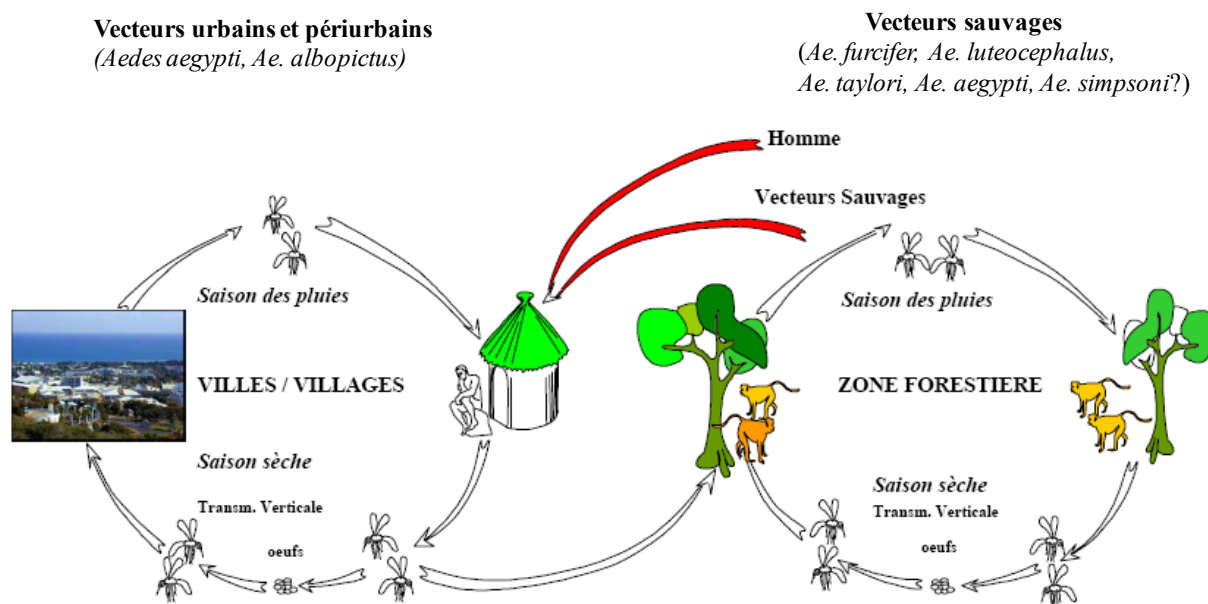 Vecteurs urbains et périurbains
(Aedes aegypti, Ae. albopictus)
Vecteurs sauvages
(Ae. furcifer, Ae. luteocephalus,
Ae. taylori, Ae. aegypti, Ae. simpsoni?)
Homme
Vecteurs Sauvages
Saison des pluies
VILLES / VILLAGES
Saison sèche
Transm. Verticale
oeufs
Saison des pluies
ZONE FORESTIERE
Saison sèche
Transm. Verticale
oeufs